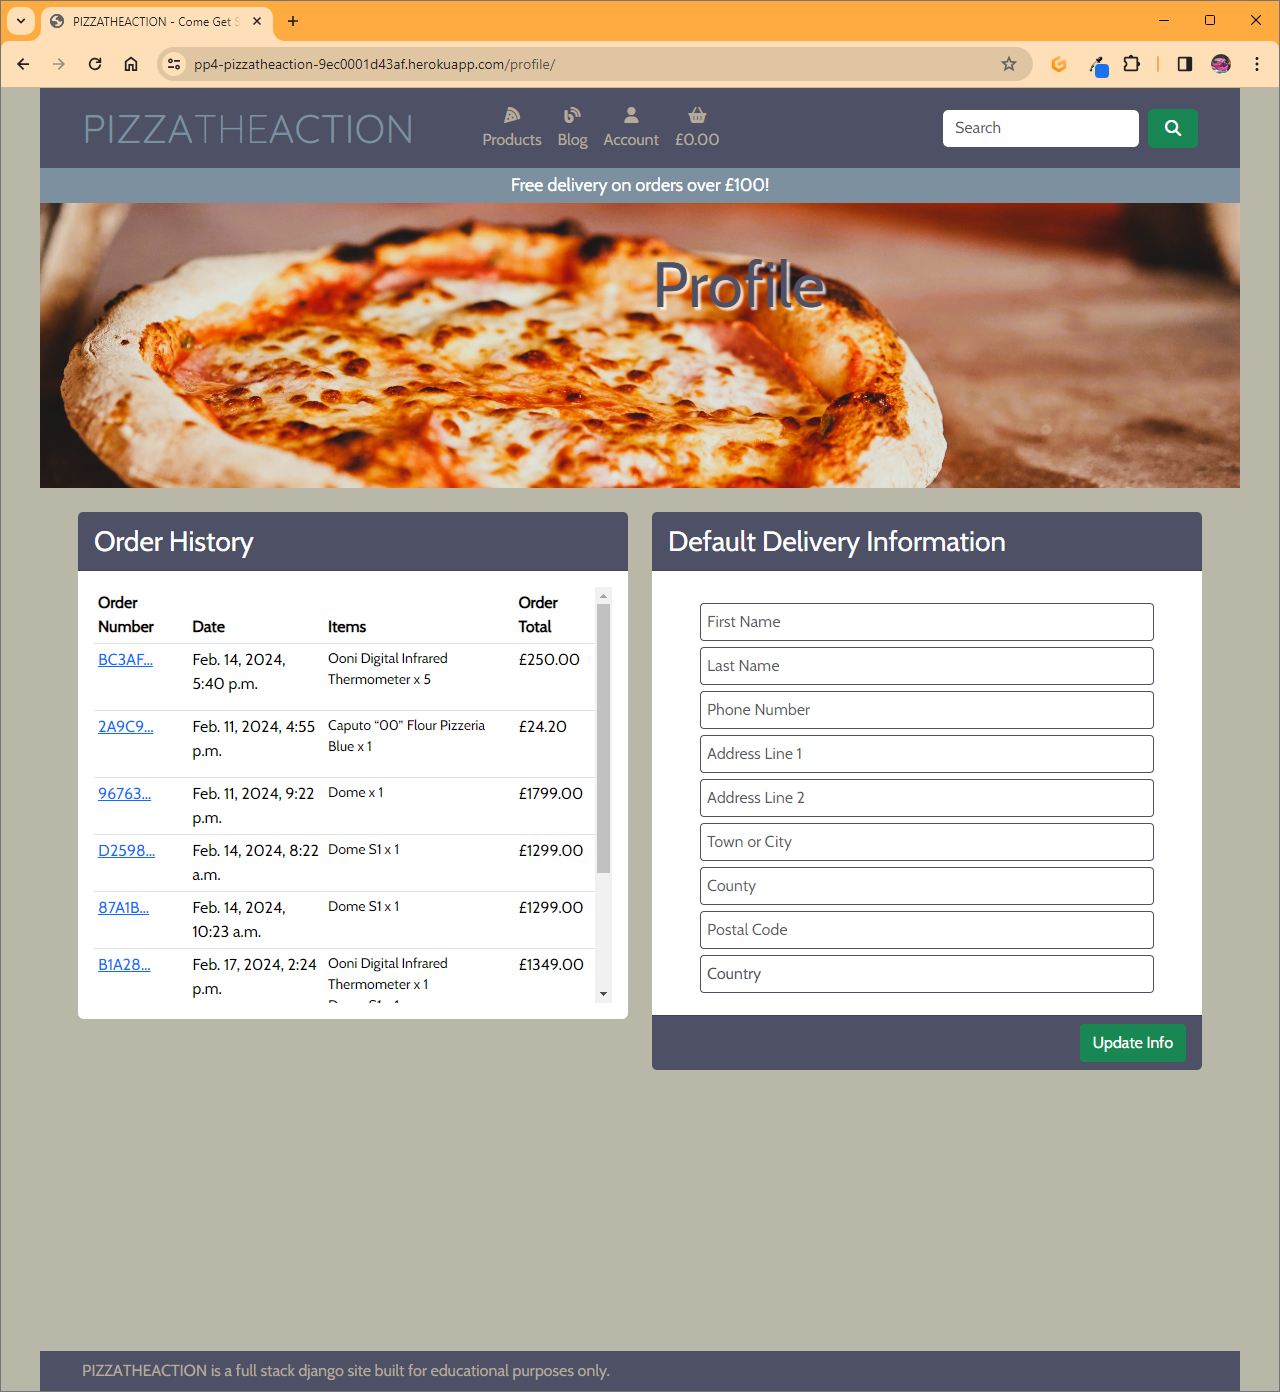 PIZZATHEACTION - Come Get S
pp4-pizzatheaction-9ec0001d43af.herokuapp.com/profile/
PIZZATHEACTION
Products
Blog
Account
£0.00
Search
Free delivery on orders over £100!
Profile
Order History
Order
Number
Date
Items
Order
Total
BC3AF...
Feb. 14, 2024,
5:40 p.m.
Ooni Digital Infrared
Thermometer x 5
£250.00
2A9C9...
Feb. 11, 2024, 4:55
p.m.
Caputo “00” Flour Pizzeria
Blue x 1
£24.20
96763...
Feb. 11, 2024, 9:22
p.m.
Dome x 1
£1799.00
D2598...
Feb. 14, 2024, 8:22
a.m.
Dome S1 x 1
£1299.00
87A1B...
Feb. 14, 2024,
10:23 a.m.
Dome S1 x 1
£1299.00
B1A28...
Feb. 17, 2024, 2:24
p.m.
Ooni Digital Infrared
Thermometer x 1
Dome S1 x 1
£1349.00
Default Delivery Information
First Name
Last Name
Phone Number
Address Line 1
Address Line 2
Town or City
County
Postal Code
Country
Update Info
PIZZATHEACTION is a full stack django site built for educational purposes only.